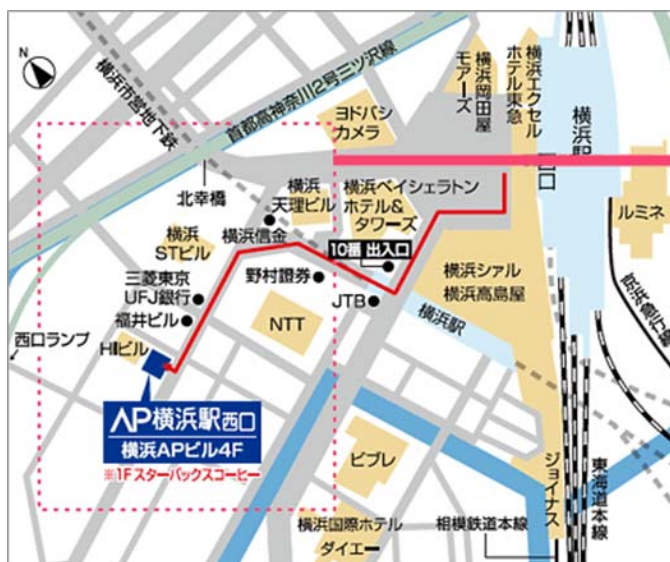 N
横浜市営地下鉄
首都高神奈川2号三ツ沢線
ヨドバシ
カメラ
横浜岡田屋
モアーズ
横浜エクセル
ホテル東急
横浜駅
西口
ルミネ
京浜急行線
北幸橋
横浜
天理ビル
横浜ベイシェラトン
ホテル&
タワーズ
横浜
STビル
横浜信金
10番 出入口
三菱東京
UFJ銀行
野村證券
横浜シァル
横浜高島屋
福井ビル
JTB
横浜駅
西口ランプ
HIビル
NTT
AP横浜駅西口
横浜APビル4F
※1F スターバックスコーヒー
ビブレ
ジョイナス
東海道本線
横浜国際ホテル
ダイエー
相模鉄道本線